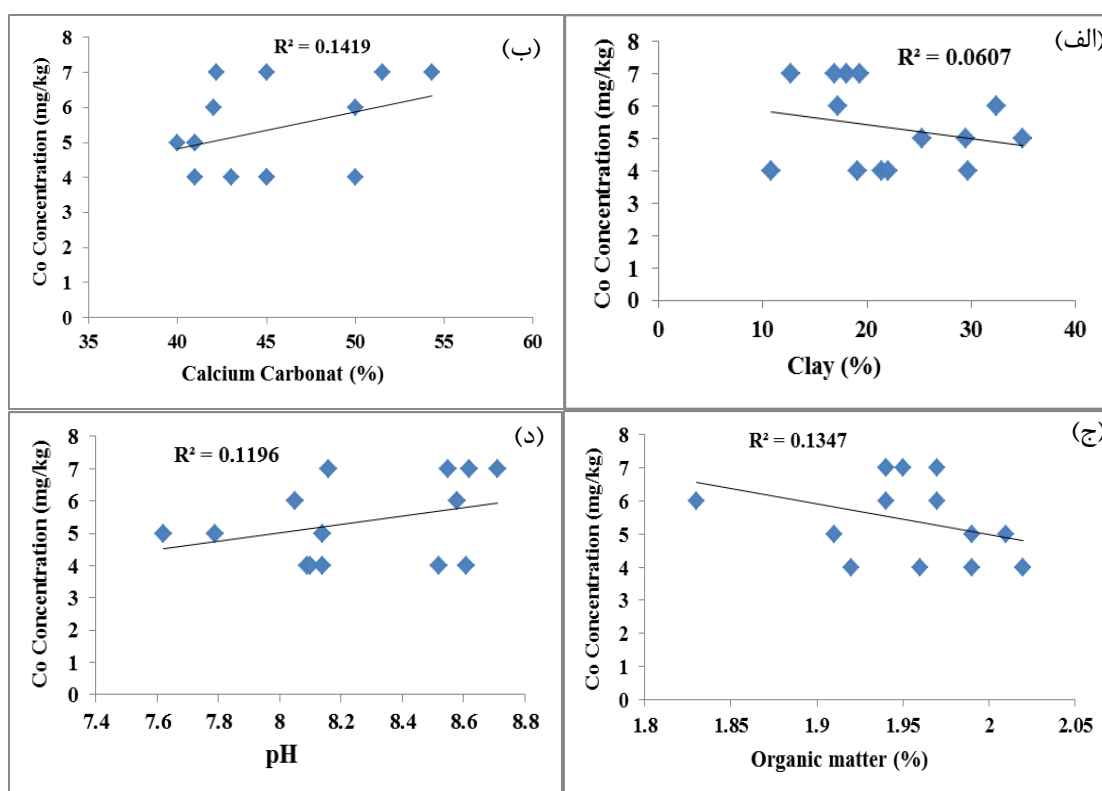 (الف)
R² = 0.0607
Co Concentration (mg/kg)
8
7
6
5
4
3
2
1
0
0 10 20 30 40
Clay (%)
(ب)
R² = 0.1419
Co Concentration (mg/kg)
8
7
6
5
4
3
2
1
0
35 40 45 50 55 60
Calcium Carbonat (%)
(ج)
R² = 0.1347
Co Concentration (mg/kg)
8
7
6
5
4
3
2
1
0
1.8 1.85 1.9 1.95 2 2.05
Organic matter (%)
(د)
R² = 0.1196
Co Concentration (mg/kg)
8
7
6
5
4
3
2
1
0
7.4 7.6 7.8 8 8.2 8.4 8.6 8.8
pH